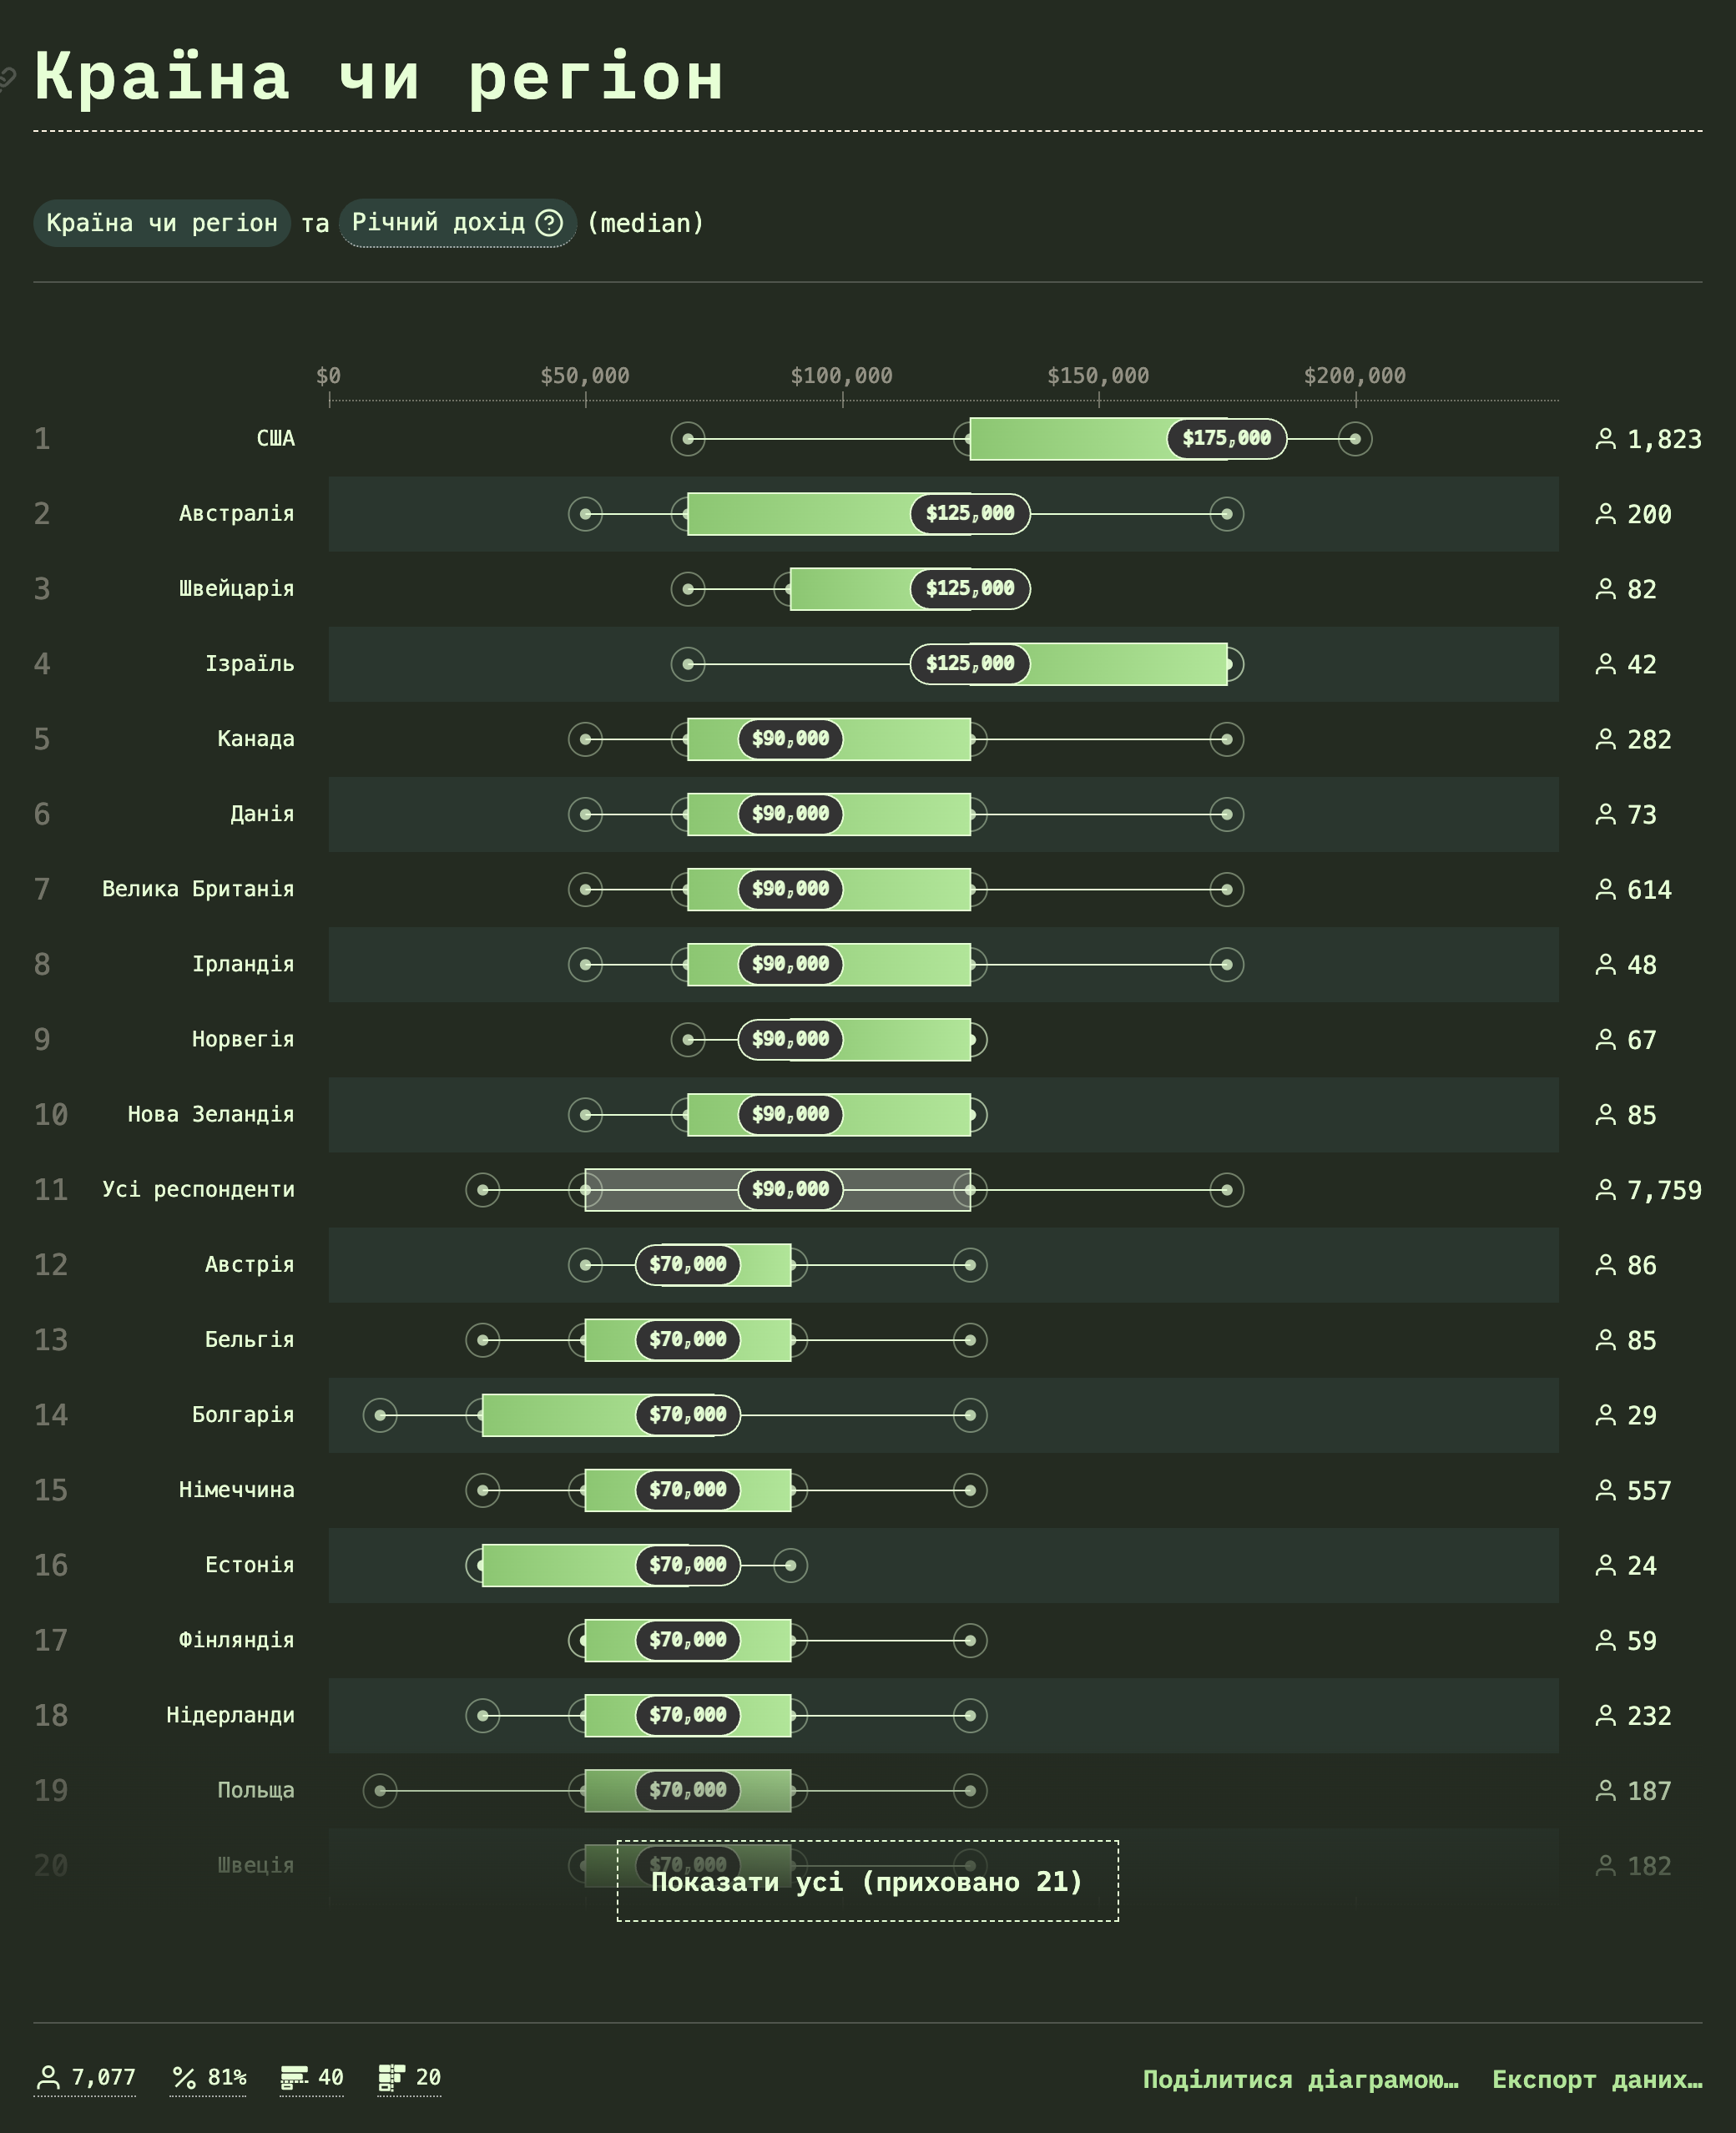 Країна чи регіон
Країна чи регіон та Річний дохід ? (median)
$0 $50,000 $100,000 $150,000 $200,000
1 США $175,000 1,823
2 Австралія $125,000 200
3 Швейцарія $125,000 82
4 Ізраїль $125,000 42
5 Канада $90,000 282
6 Данія $90,000 73
7 Велика Британія $90,000 614
8 Ірландія $90,000 48
9 Норвегія $90,000 67
10 Нова Зеландія $90,000 85
11 Усі респонденти $90,000 7,759
12 Австрія $70,000 86
13 Бельгія $70,000 85
14 Болгарія $70,000 29
15 Німеччина $70,000 557
16 Естонія $70,000 24
17 Фінляндія $70,000 59
18 Нідерланди $70,000 232
19 Польща $70,000 187
20 Швеція $70,000 182
Показати усі (приховано 21)
7,077 81% 40 20 Поділитися діаграмою… Експорт даних…